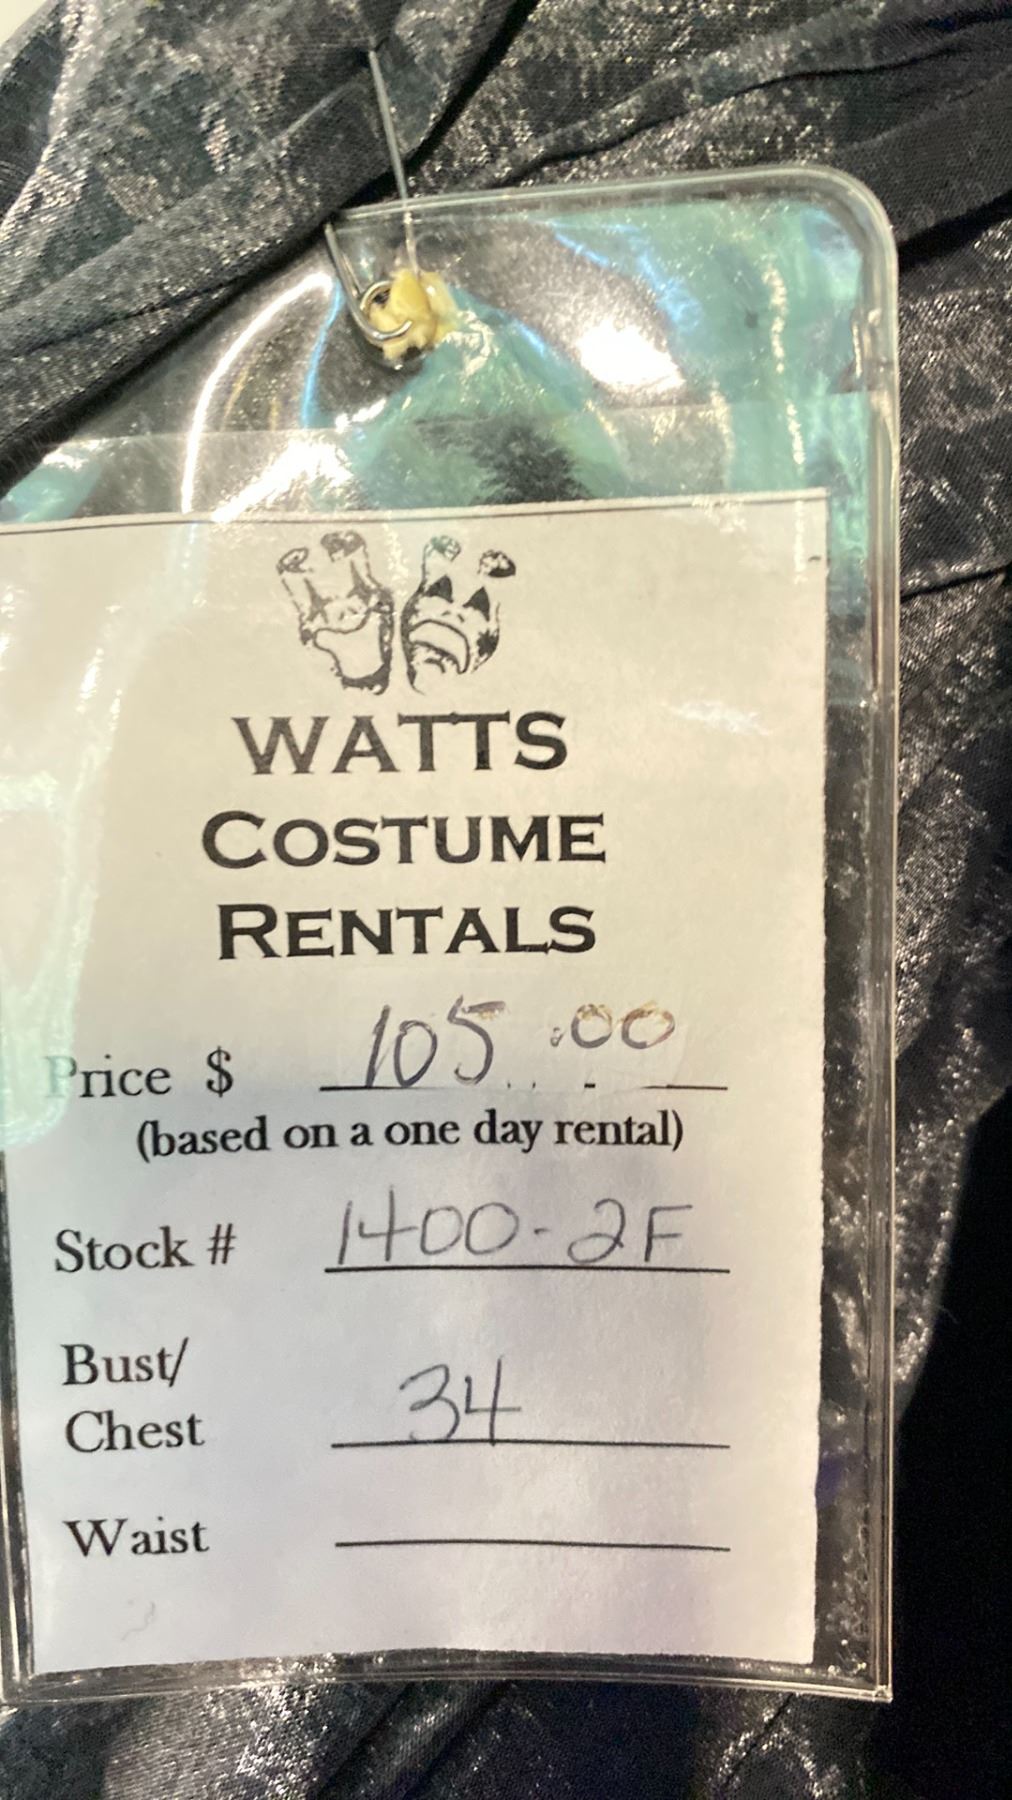 WATTS
COSTUME
RENTALS
Price $ 105.00
(based on a one day rental)
Stock # 1400-2F
Bust/
Chest 34
Waist